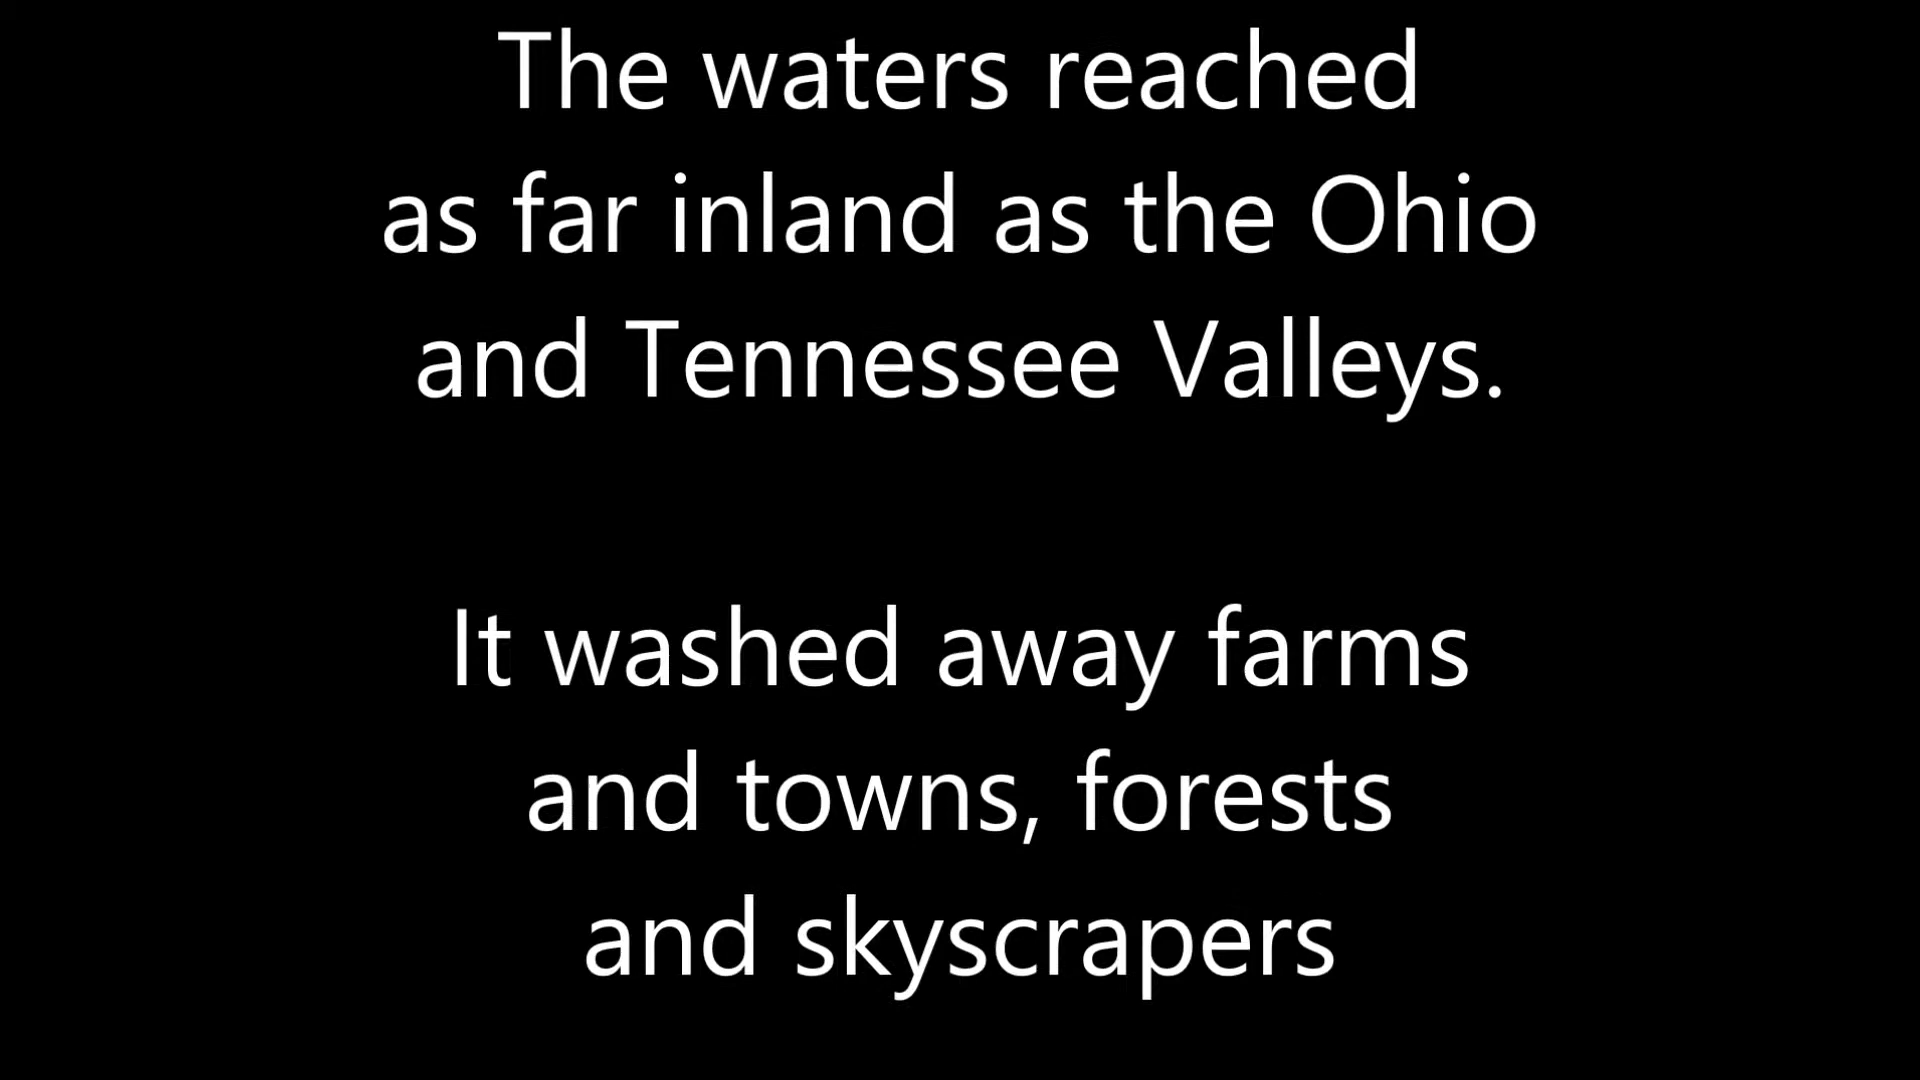 The waters reached
as far inland as the Ohio
and Tennessee Valleys.
It washed away farms
and towns, forests
and skyscrapers